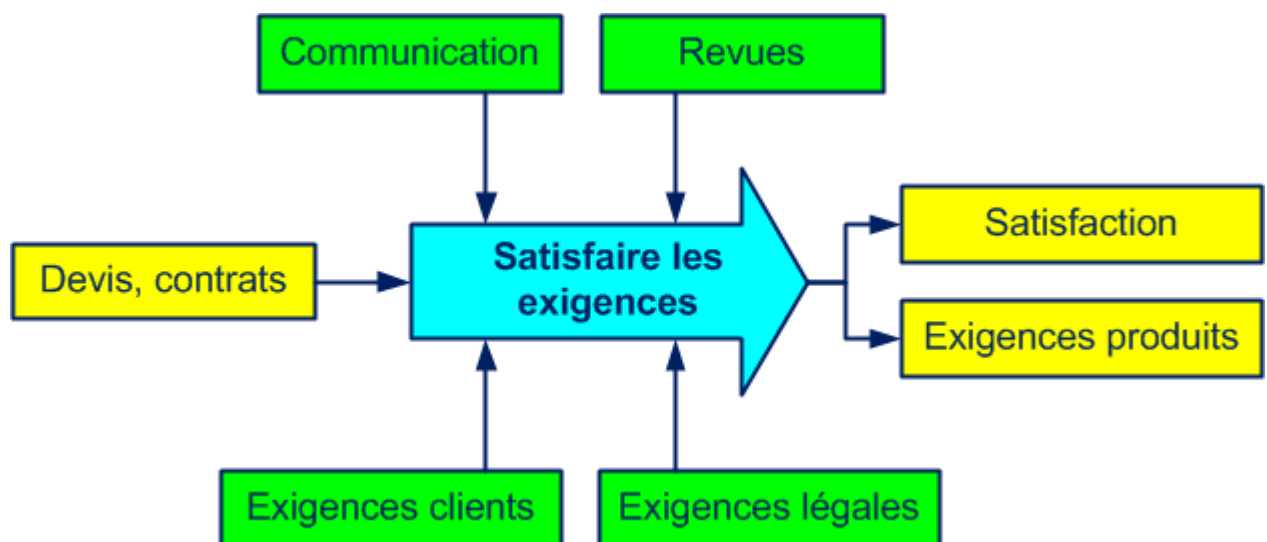 Communication
Revues
Satisfaction
Satisfaire les
exigences
Devis, contrats
Exigences produits
Exigences clients
Exigences légales